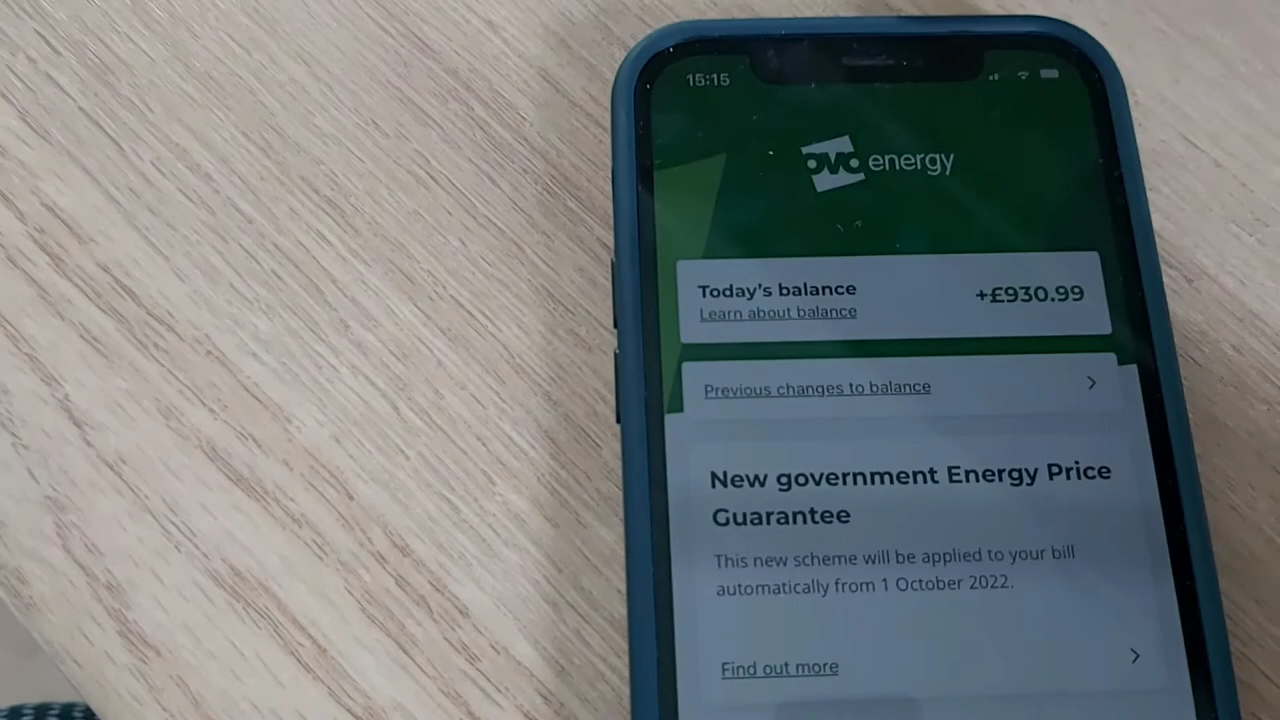 15:15
ovo energy
Today's balance
+£930.99
Learn about balance
Previous changes to balance
New government Energy Price
Guarantee
This new scheme will be applied to your bill
automatically from 1 October 2022.
Find out more